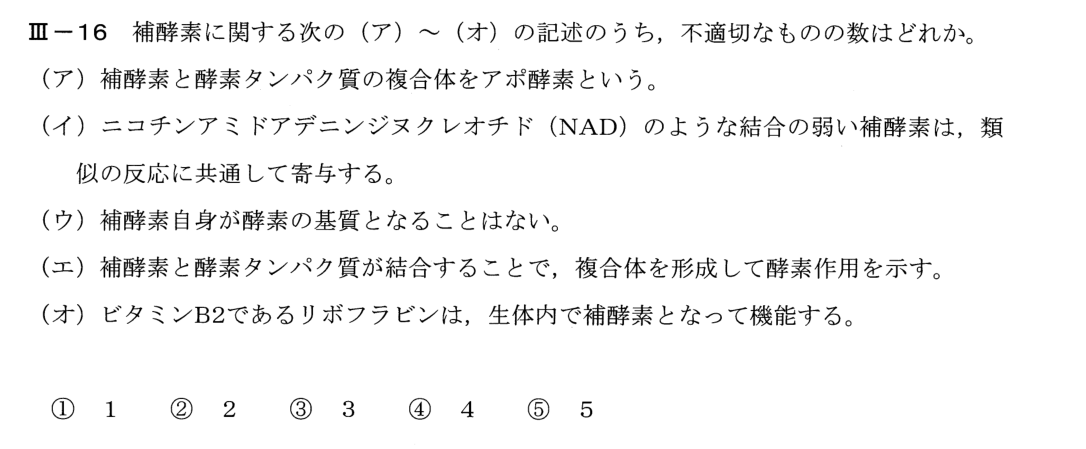 Ⅲ－16　補酵素に関する次の（ア）～（オ）の記述のうち，不適切なものの数はどれか。
（ア）補酵素と酵素タンパク質の複合体をアポ酵素という。
（イ）ニコチンアミドアデニンジヌクレオチド（NAD）のような結合の弱い補酵素は，類
似の反応に共通して寄与する。
（ウ）補酵素自身が酵素の基質となることはない。
（エ）補酵素と酵素タンパク質が結合することで，複合体を形成して酵素作用を示す。
（オ）ビタミンB2であるリボフラビンは，生体内で補酵素となって機能する。
①　1　　②　2　　③　3　　④　4　　⑤　5